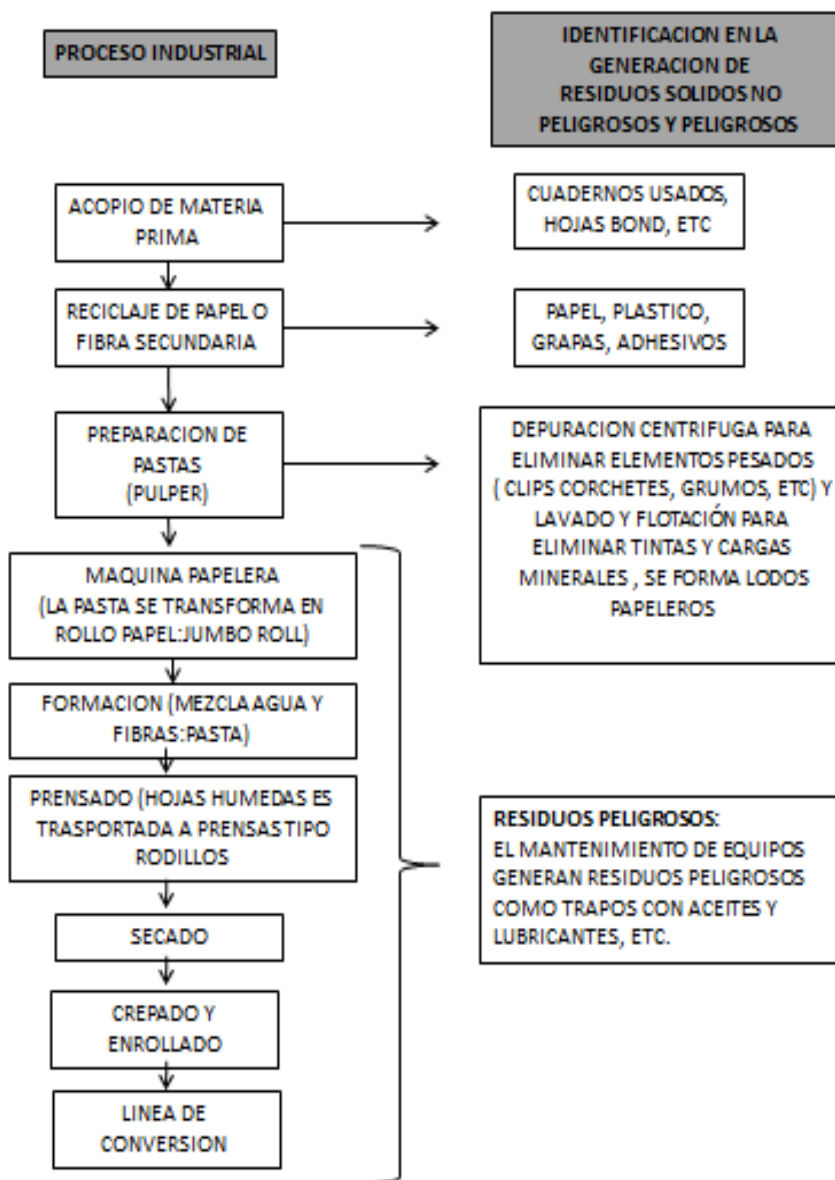 PROCESO INDUSTRIAL
IDENTIFICACION EN LA
GENERACION DE
RESIDUOS SOLIDOS NO
PELIGROSOS Y PELIGROSOS
ACOPIO DE MATERIA
PRIMA
CUADERNOS USADOS,
HOJAS BOND, ETC
RECICLAJE DE PAPEL O
FIBRA SECUNDARIA
PAPEL, PLASTICO,
GRAPAS, ADHESIVOS
PREPARACION DE
PASTAS
(PULPER)
DEPURACION CENTRIFUGA PARA
ELIMINAR ELEMENTOS PESADOS
( CLIPS CORCHETES, GRUMOS, ETC) Y
LAVADO Y FLOTACIÓN PARA
ELIMINAR TINTAS Y CARGAS
MINERALES , SE FORMA LODOS
PAPELEROS
MAQUINA PAPELERA
(LA PASTA SE TRANSFORMA EN
ROLLO PAPEL:JUMBO ROLL)
FORMACION (MEZCLA AGUA Y
FIBRAS:PASTA)
PRENSADO (HOJAS HUMEDAS ES
TRASPORTADA A PRENSAS TIPO
RODILLOS
SECADO
CREPADO Y
ENROLLADO
LINEA DE
CONVERSION
RESIDUOS PELIGROSOS:
EL MANTENIMIENTO DE EQUIPOS
GENERAN RESIDUOS PELIGROSOS
COMO TRAPOS CON ACEITES Y
LUBRICANTES, ETC.